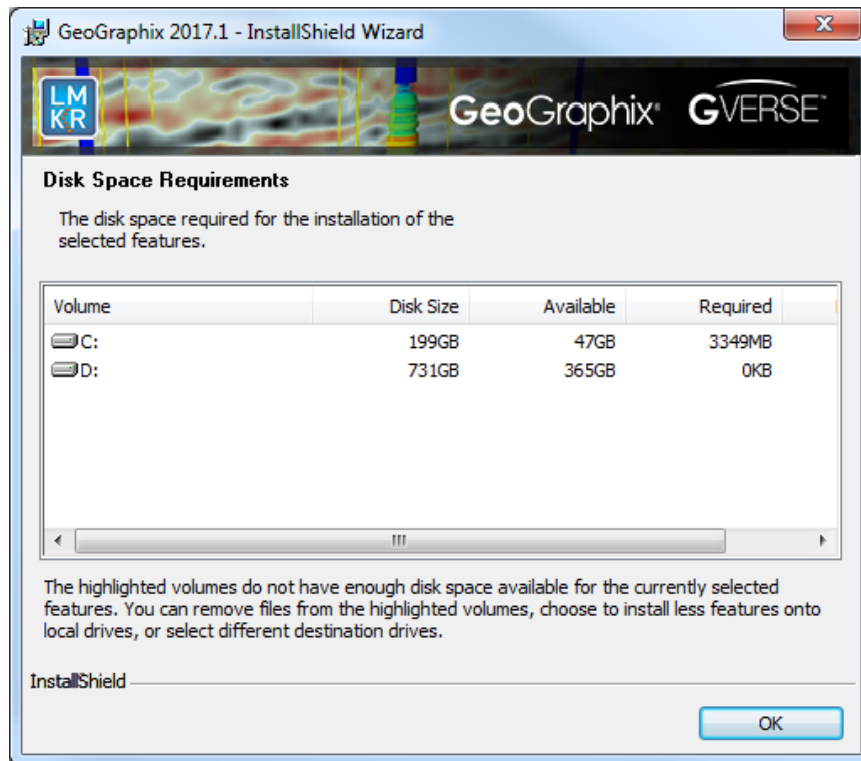 GeoGraphix 2017.1 - InstallShield Wizard
LM
KR
GeoGraphix® GVERSE™
Disk Space Requirements
The disk space required for the installation of the
selected features.
Volume Disk Size Available Required
C: 199GB 47GB 3349MB
D: 731GB 365GB 0KB
The highlighted volumes do not have enough disk space available for the currently selected
features. You can remove files from the highlighted volumes, choose to install less features onto
local drives, or select different destination drives.
InstallShield
OK